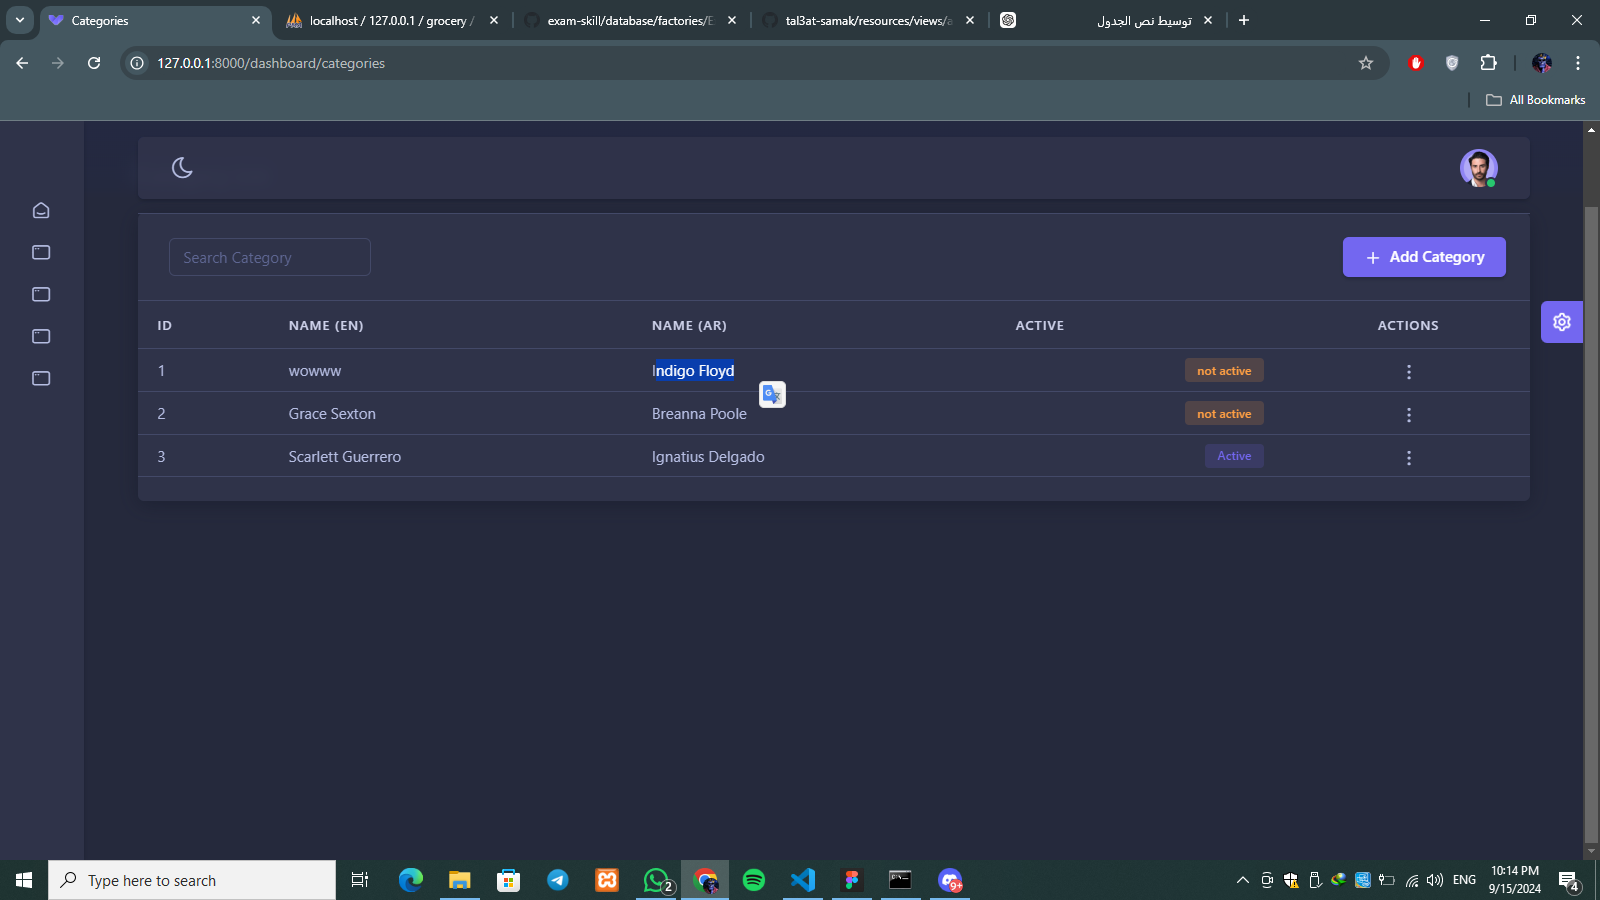 Categories
localhost / 127.0.0.1 / grocery /
exam-skill/database/factories/E
tal3at-samak/resources/views/a
توسيط نص الجدول
127.0.0.1:8000/dashboard/categories
All Bookmarks
Search Category
Add Category
ID NAME (EN) NAME (AR) ACTIVE ACTIONS
1 wowww Indigo Floyd not active
2 Grace Sexton Breanna Poole not active
3 Scarlett Guerrero Ignatius Delgado Active
Type here to search
2
9+
ENG
10:14 PM
9/15/2024
4